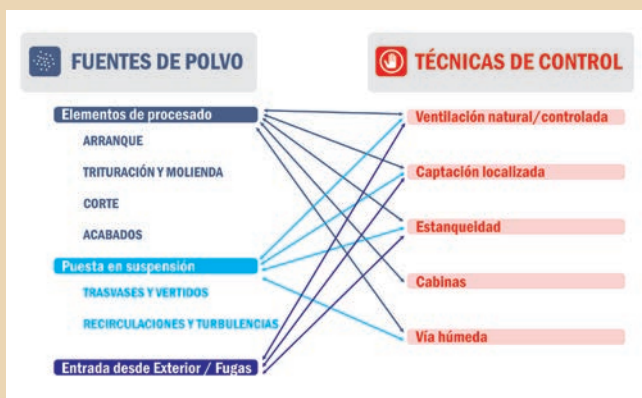 FUENTES DE POLVO
Elementos de procesado
ARRANQUE
TRITURACIÓN Y MOLIENDA
CORTE
ACABADOS
Puesta en suspensión
TRASVASES Y VERTIDOS
RECIRCULACIONES Y TURBULENCIAS
Entrada desde Exterior / Fugas
TÉCNICAS DE CONTROL
Ventilación natural/controlada
Captación localizada
Estanqueidad
Cabinas
Vía húmeda